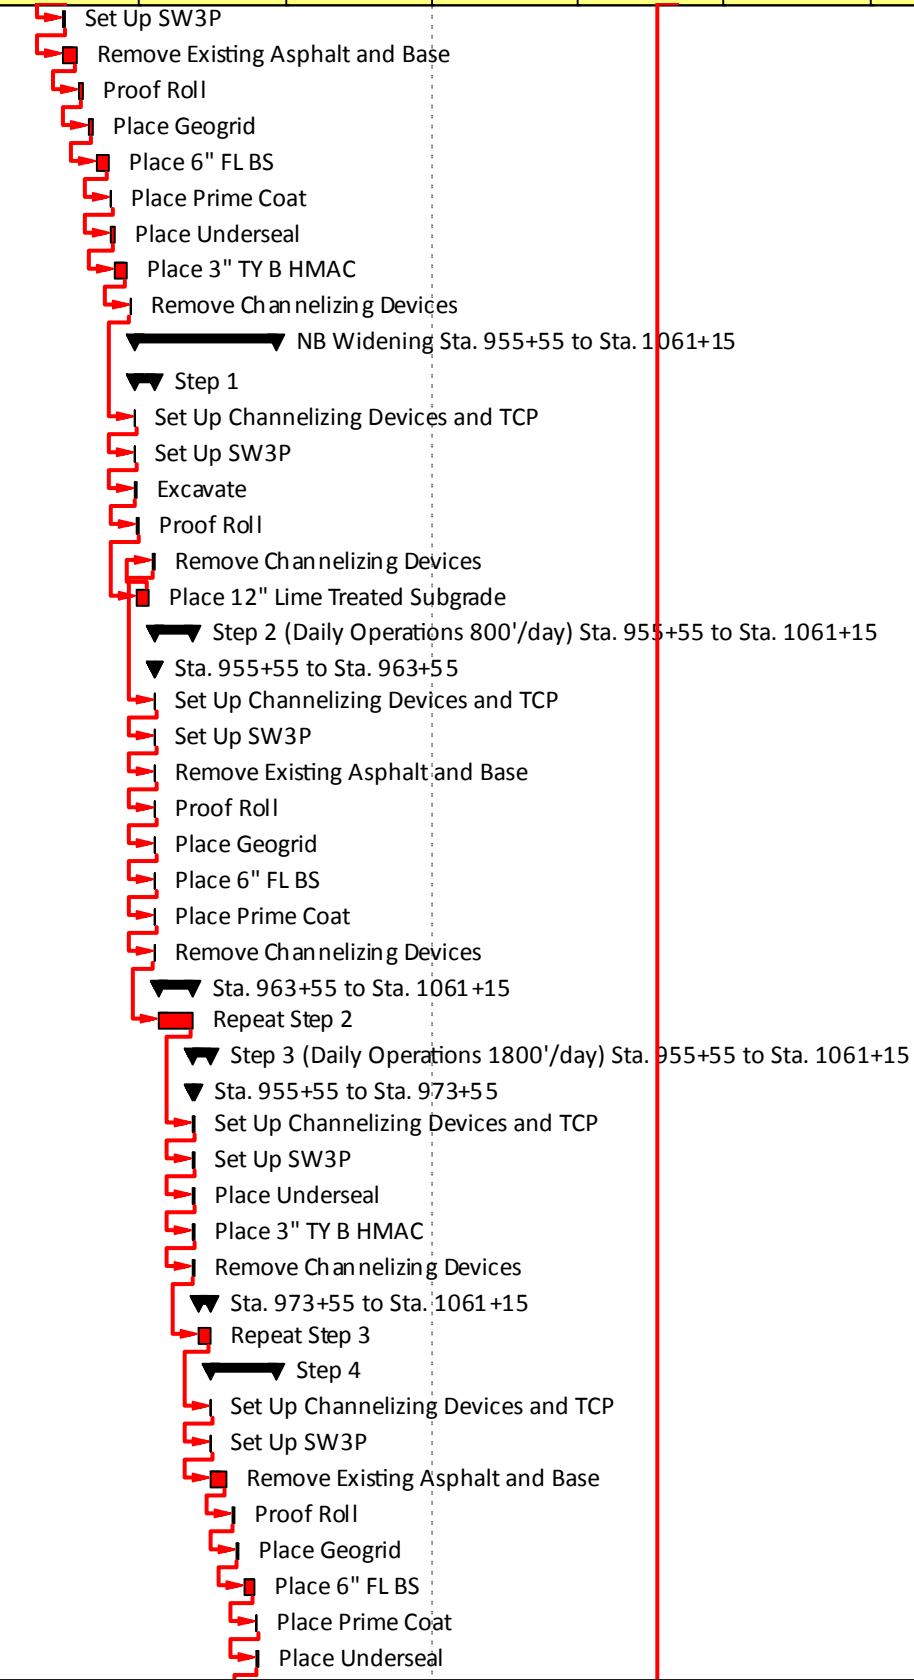 Set Up SW3P
Remove Existing Asphalt and Base
Proof Roll
Place Geogrid
Place 6" FL BS
Place Prime Coat
Place Underseal
Place 3" TY B HMAC
Remove Channelizing Devices
NB Widening Sta. 955+55 to Sta. 1061+15
Step 1
Set Up Channelizing Devices and TCP
Set Up SW3P
Excavate
Proof Roll
Remove Channelizing Devices
Place 12" Lime Treated Subgrade
Step 2 (Daily Operations 800'/day) Sta. 955+55 to Sta. 1061+15
Sta. 955+55 to Sta. 963+55
Set Up Channelizing Devices and TCP
Set Up SW3P
Remove Existing Asphalt and Base
Proof Roll
Place Geogrid
Place 6" FL BS
Place Prime Coat
Remove Channelizing Devices
Sta. 963+55 to Sta. 1061+15
Repeat Step 2
Step 3 (Daily Operations 1800'/day) Sta. 955+55 to Sta. 1061+15
Sta. 955+55 to Sta. 973+55
Set Up Channelizing Devices and TCP
Set Up SW3P
Place Underseal
Place 3" TY B HMAC
Remove Channelizing Devices
Sta. 973+55 to Sta. 1061+15
Repeat Step 3
Step 4
Set Up Channelizing Devices and TCP
Set Up SW3P
Remove Existing Asphalt and Base
Proof Roll
Place Geogrid
Place 6" FL BS
Place Prime Coat
Place Underseal